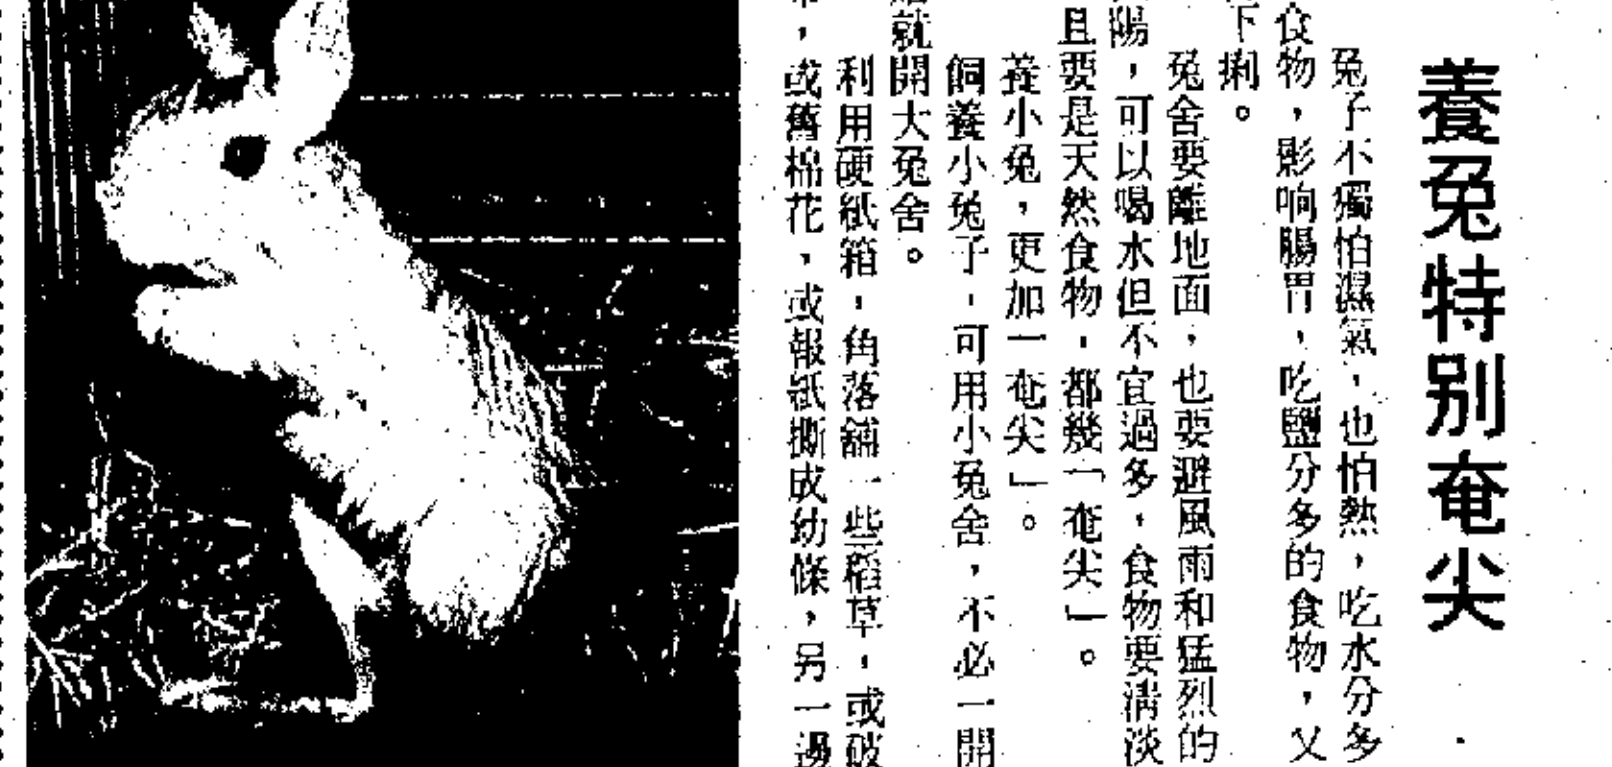 養兔特別奄尖
兔子不獨怕濕氣，也怕熱，吃水分多
食物，影响腸胃，吃鹽分多的食物，又
下痢。
兔舍要離地面，也要避風雨和猛烈的
陽，可以喝水但不宜過多，食物要清淡
且要是天然食物，都幾「奄尖」。
養小兔，更加「奄尖」。
飼養小兔子，可用小兔舍，不必一開
就開大兔舍。
利用硬紙箱，角落舖一些稻草，或破
，或舊棉花，或報紙撕成幼條，另一邊